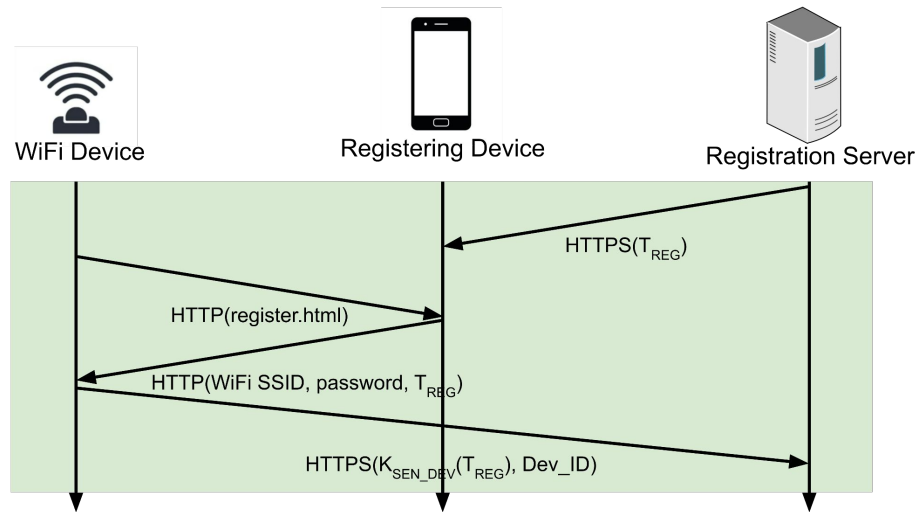 WiFi Device
Registering Device
Registration Server
HTTPS(T_REG)
HTTP(register.html)
HTTP(WiFi SSID, password, T_REG)
HTTPS(K_SEN_DEV(T_REG), Dev_ID)